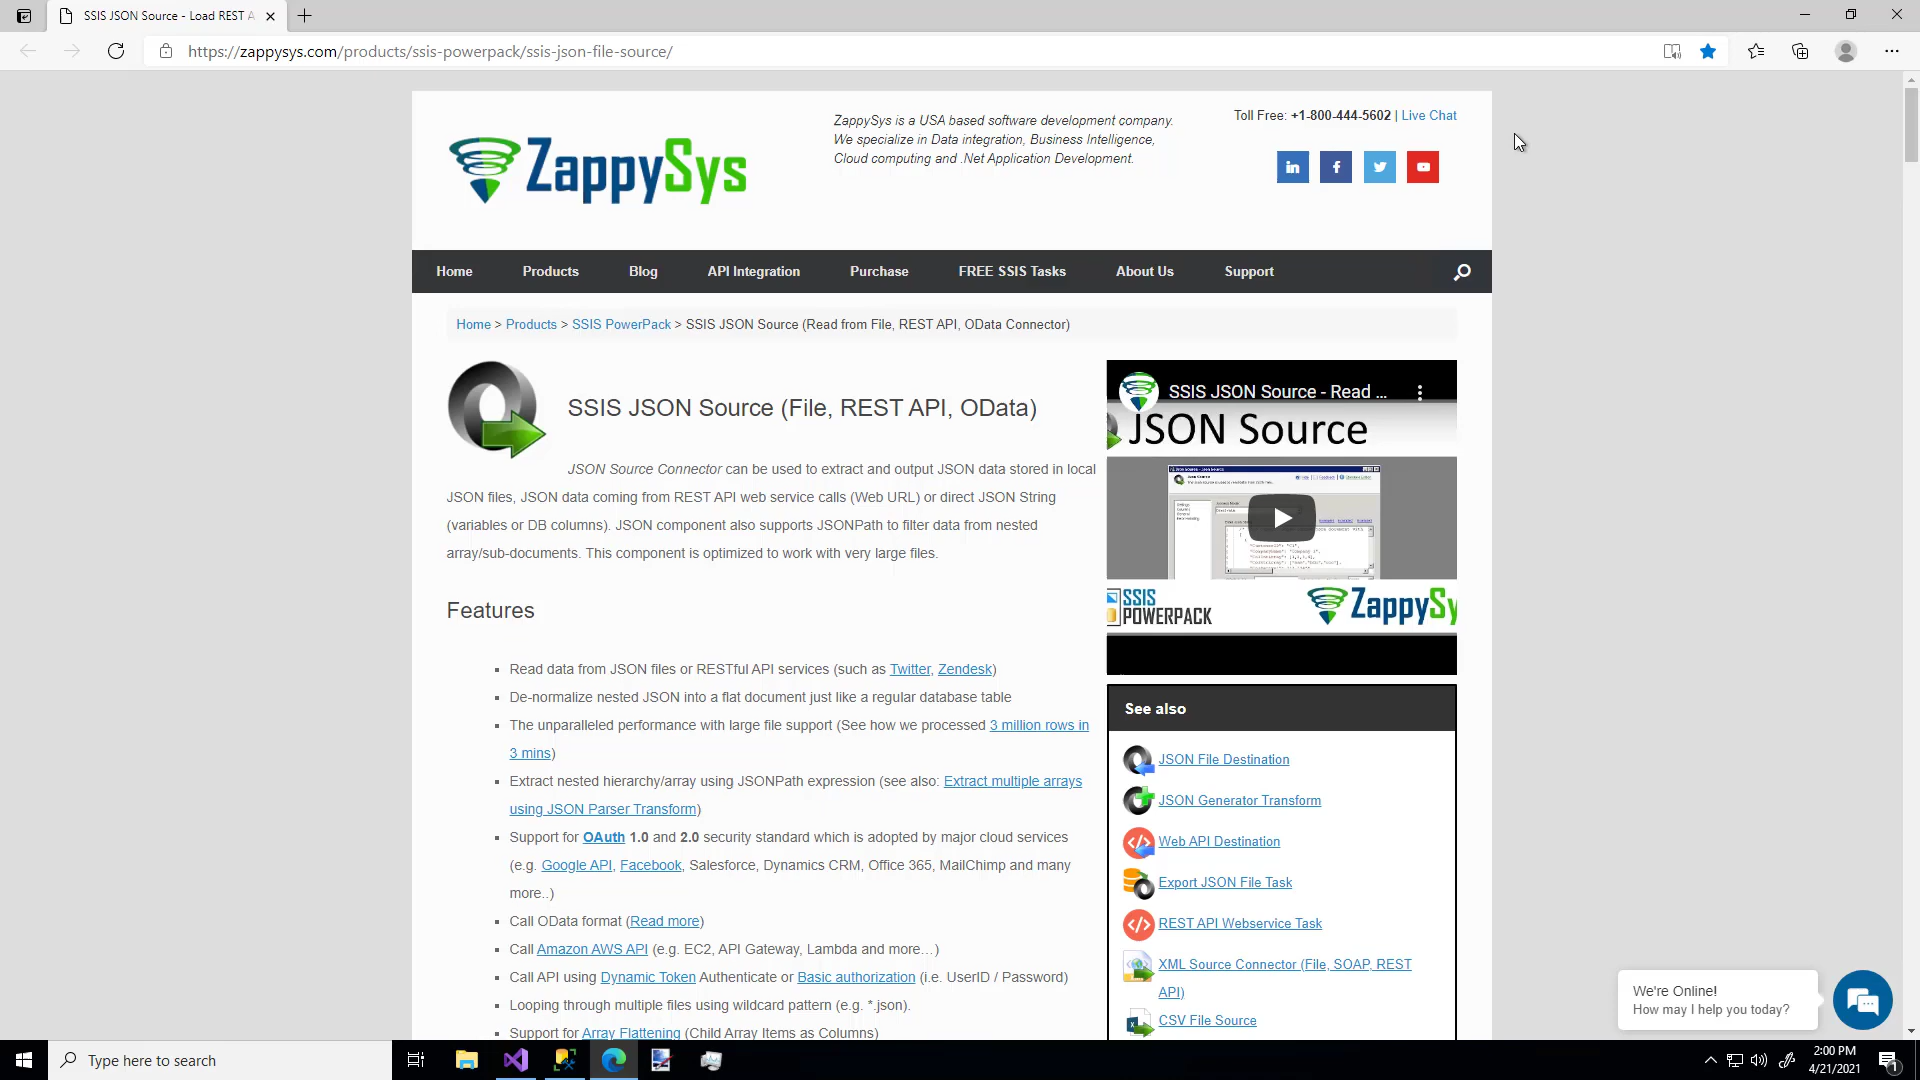 SSIS JSON Source - Load REST A
https://zappysys.com/products/ssis-powerpack/ssis-json-file-source/
ZappySys
ZappySys is a USA based software development company.
We specialize in Data integration, Business Intelligence,
Cloud computing and .Net Application Development.
Toll Free: +1-800-444-5602 | Live Chat
Home Products Blog API Integration Purchase FREE SSIS Tasks About Us Support
Home > Products > SSIS PowerPack > SSIS JSON Source (Read from File, REST API, OData Connector)
SSIS JSON Source (File, REST API, OData)
JSON Source Connector can be used to extract and output JSON data stored in local
JSON files, JSON data coming from REST API web service calls (Web URL) or direct JSON String
(variables or DB columns). JSON component also supports JSONPath to filter data from nested
array/sub-documents. This component is optimized to work with very large files.
Features
Read data from JSON files or RESTful API services (such as Twitter, Zendesk)
De-normalize nested JSON into a flat document just like a regular database table
The unparalleled performance with large file support (See how we processed 3 million rows in
3 mins)
Extract nested hierarchy/array using JSONPath expression (see also: Extract multiple arrays
using JSON Parser Transform)
Support for OAuth 1.0 and 2.0 security standard which is adopted by major cloud services
(e.g. Google API, Facebook, Salesforce, Dynamics CRM, Office 365, MailChimp and many
more..)
Call OData format (Read more)
Call Amazon AWS API (e.g. EC2, API Gateway, Lambda and more…)
Call API using Dynamic Token Authenticate or Basic authorization (i.e. UserID / Password)
Looping through multiple files using wildcard pattern (e.g. *.json).
Support for Array Flattening (Child Array Items as Columns)
SSIS JSON Source - Read ...
JSON Source
SSIS
POWERPACK
ZappySy
See also
JSON File Destination
JSON Generator Transform
Web API Destination
Export JSON File Task
REST API Webservice Task
XML Source Connector (File, SOAP, REST
API)
CSV File Source
We're Online!
How may I help you today?
Type here to search
2:00 PM
4/21/2021
1